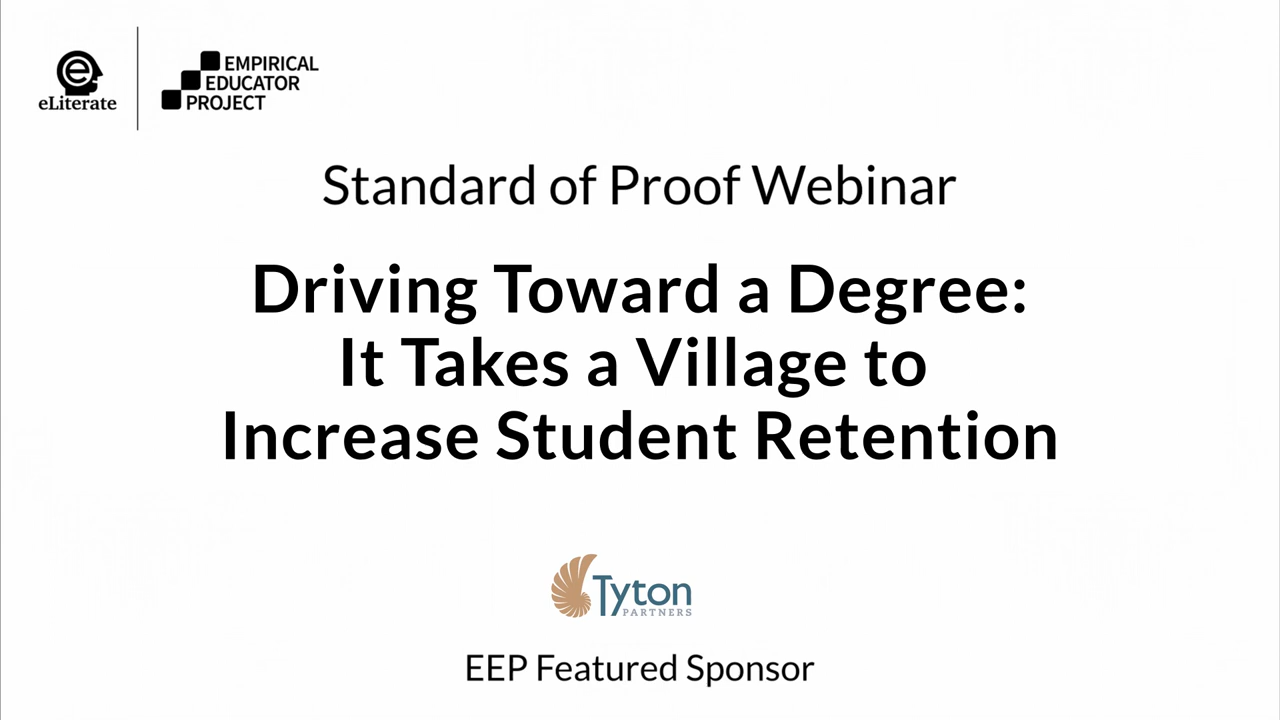 eLiterate
EMPIRICAL
EDUCATOR
PROJECT
Standard of Proof Webinar
Driving Toward a Degree:
It Takes a Village to
Increase Student Retention
Tyton
PARTNERS
EEP Featured Sponsor